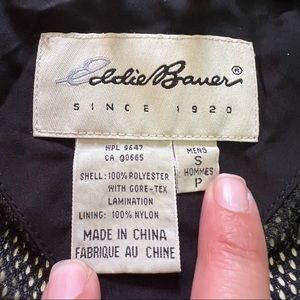 Eddie Bauer®
SINCE 1920
HPL 9647
CA 00665
SHELL: 100% POLYESTER
WITH GORE-TEX
LAMINATION
LINING: 100% NYLON
MADE IN CHINA
FABRIQUE AU CHINE
MENS
S
HOMMES
P